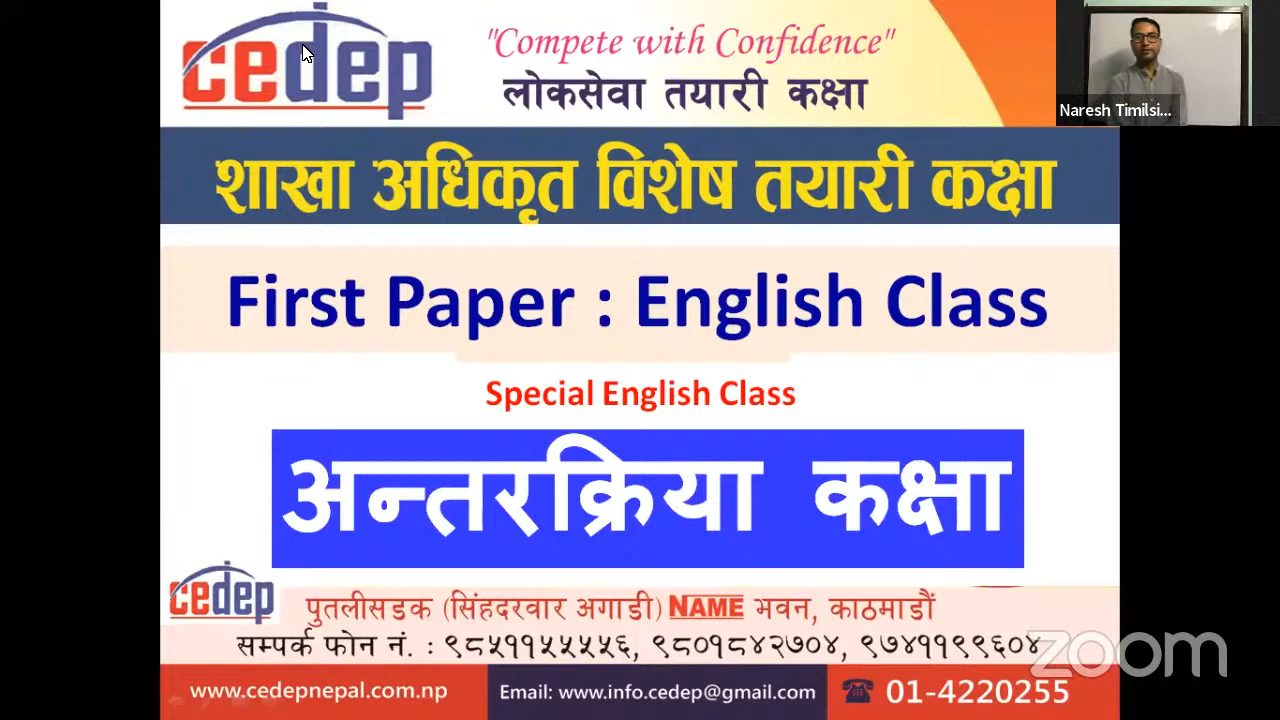 cedep
"Compete with Confidence"
लोकसेवा तयारी कक्षा
Naresh Timilsi...
शाखा अधिकृत विशेष तयारी कक्षा
First Paper : English Class
Special English Class
अन्तरक्रिया कक्षा
cedep
पुतलीसडक (सिंहदरवार अगाडी) NAME भवन, काठमाडौं
सम्पर्क फोन नं. : ९८५११५५५५६, ९८०१८४२७०४, ९७४११९९६०४
zoom
www.cedepnepal.com.np
Email: www.info.cedep@gmail.com
01-4220255